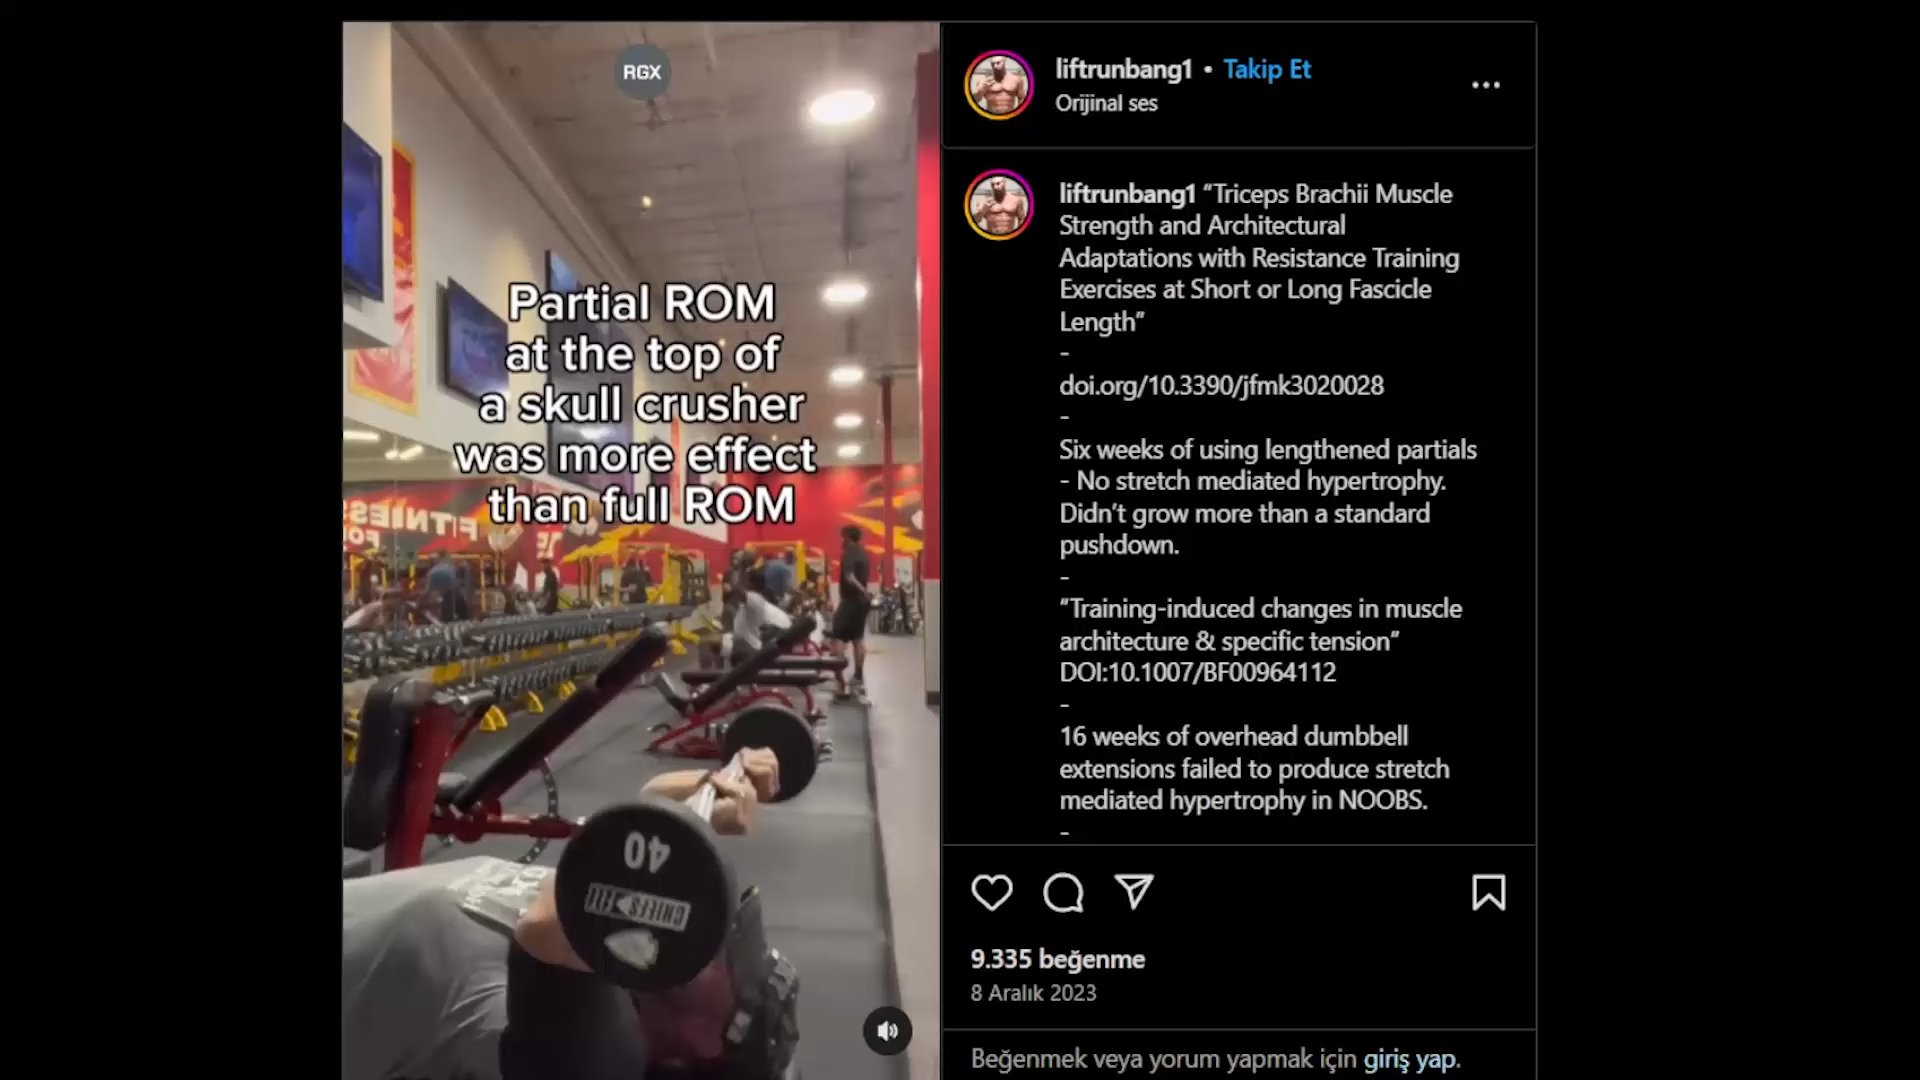 RGX
Partial ROM
at the top of
a skull crusher
was more effect
than full ROM
FITNESS
FO
40
CHIEFS FIT
liftrunbang1 • Takip Et
Orijinal ses
liftrunbang1 “Triceps Brachii Muscle
Strength and Architectural
Adaptations with Resistance Training
Exercises at Short or Long Fascicle
Length”
-
doi.org/10.3390/jfmk3020028
-
Six weeks of using lengthened partials
- No stretch mediated hypertrophy.
Didn’t grow more than a standard
pushdown.
-
“Training-induced changes in muscle
architecture & specific tension”
DOI:10.1007/BF00964112
-
16 weeks of overhead dumbbell
extensions failed to produce stretch
mediated hypertrophy in NOOBS.
-
9.335 beğenme
8 Aralık 2023
Beğenmek veya yorum yapmak için giriş yap.